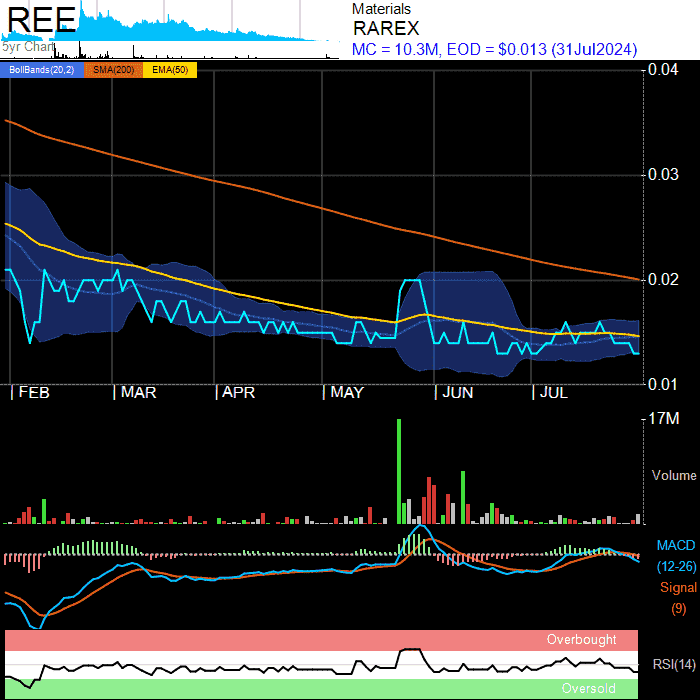 REE
5yr Chart
Materials
RAREX
MC = 10.3M, EOD = $0.013 (31Jul2024)
BollBands(20,2) SMA(200) EMA(50)
0.04
0.03
0.02
0.01
FEB MAR APR MAY JUN JUL
17M
Volume
MACD
(12-26)
Signal
(9)
Overbought
RSI(14)
Oversold